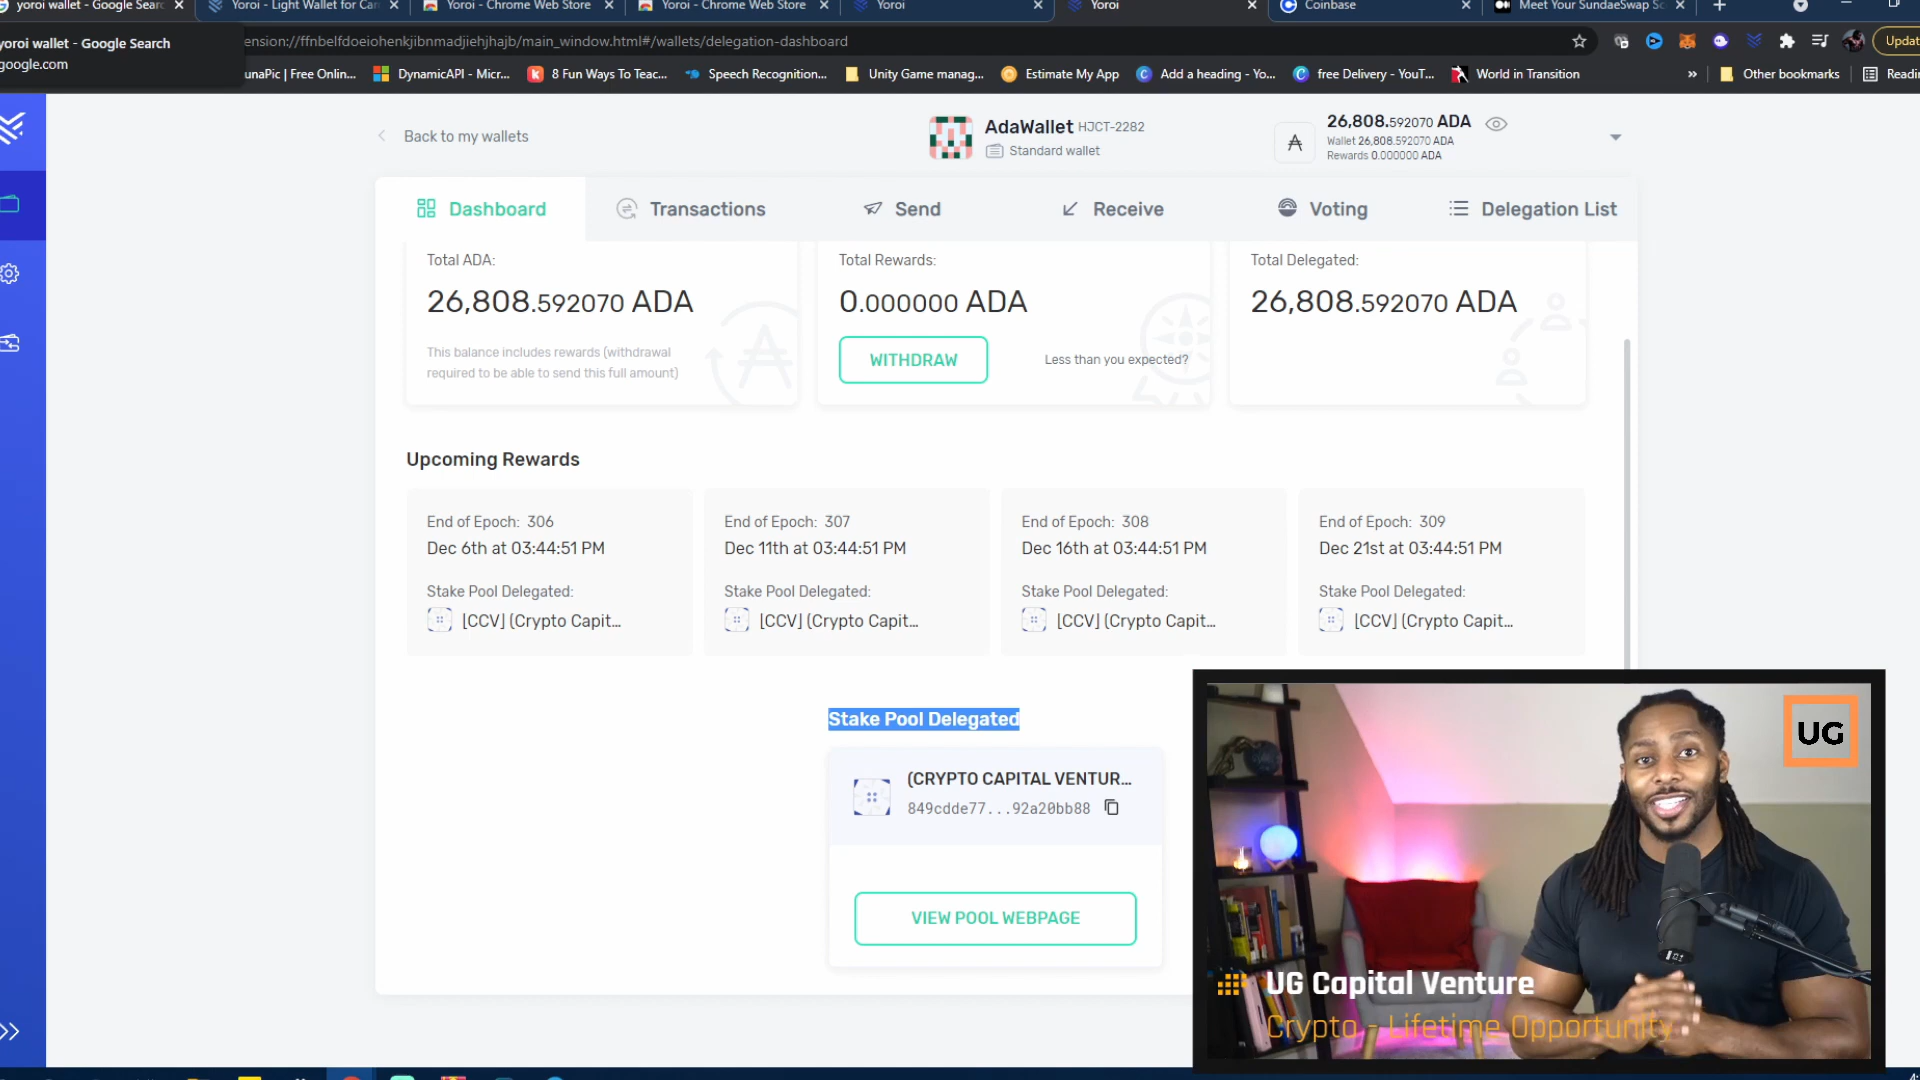 yoroi wallet - Google Searc
Yoroi - Light Wallet for Car
Yoroi - Chrome Web Store
Yoroi - Chrome Web Store
Yoroi
Yoroi
Coinbase
Meet Your SundaeSwap Sc
yoroi wallet - Google Search
google.com
ension://ffnbelfdoeiohenkjibnmadjiehjhajb/main_window.html#/wallets/delegation-dashboard
Updat
unaPic | Free Onlin...
DynamicAPI - Micr...
8 Fun Ways To Teac...
Speech Recognition...
Unity Game manag...
Estimate My App
Add a heading - Yo...
free Delivery - YouT...
World in Transition
»
Other bookmarks
Readi
Back to my wallets
AdaWallet HJCT-2282
Standard wallet
26,808.592070 ADA
Wallet 26,808.592070 ADA
Rewards 0.000000 ADA
Dashboard
Transactions
Send
Receive
Voting
Delegation List
Total ADA:
26,808.592070 ADA
This balance includes rewards (withdrawal
required to be able to send this full amount)
Total Rewards:
0.000000 ADA
WITHDRAW
Less than you expected?
Total Delegated:
26,808.592070 ADA
Upcoming Rewards
End of Epoch: 306
Dec 6th at 03:44:51 PM
Stake Pool Delegated:
[CCV] (Crypto Capit...
End of Epoch: 307
Dec 11th at 03:44:51 PM
Stake Pool Delegated:
[CCV] (Crypto Capit...
End of Epoch: 308
Dec 16th at 03:44:51 PM
Stake Pool Delegated:
[CCV] (Crypto Capit...
End of Epoch: 309
Dec 21st at 03:44:51 PM
Stake Pool Delegated:
[CCV] (Crypto Capit...
Stake Pool Delegated
(CRYPTO CAPITAL VENTUR...
849cdde77...92a20bb88
VIEW POOL WEBPAGE
UG
UG Capital Venture
Crypto - Lifetime Opportunity